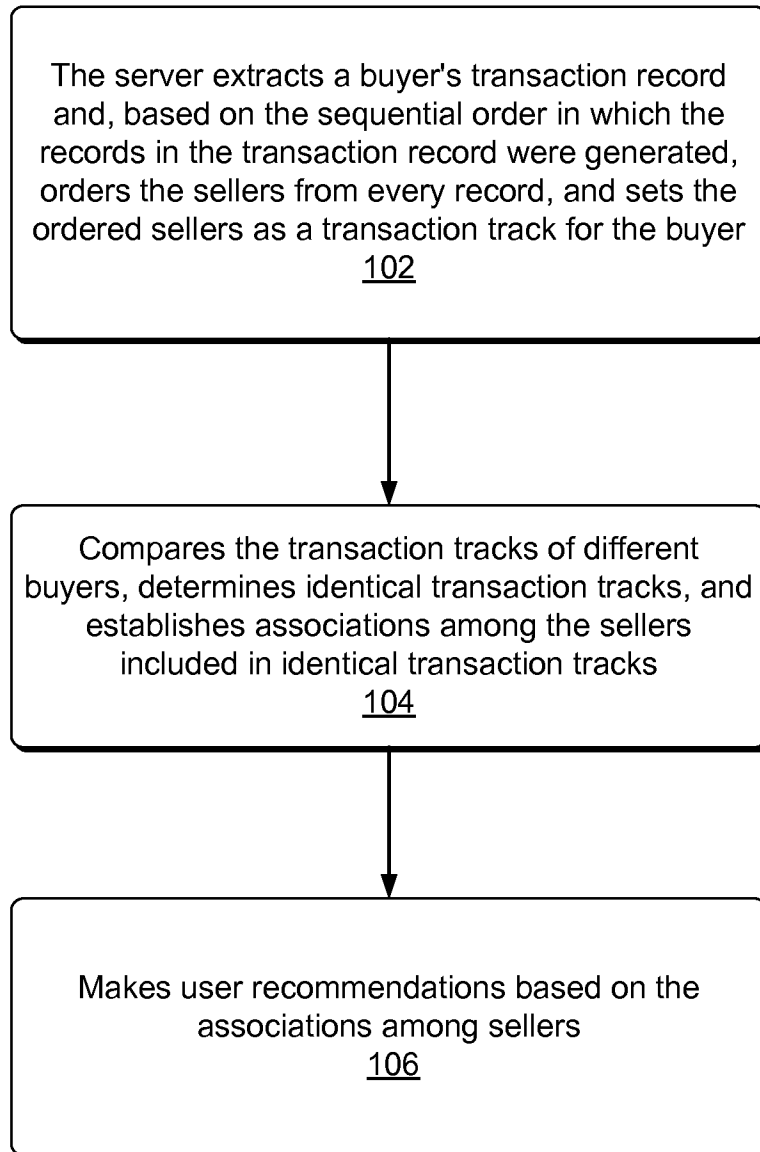 The server extracts a buyer's transaction record
and, based on the sequential order in which the
records in the transaction record were generated,
orders the sellers from every record, and sets the
ordered sellers as a transaction track for the buyer
102
Compares the transaction tracks of different
buyers, determines identical transaction tracks, and
establishes associations among the sellers
included in identical transaction tracks
104
Makes user recommendations based on the
associations among sellers
106